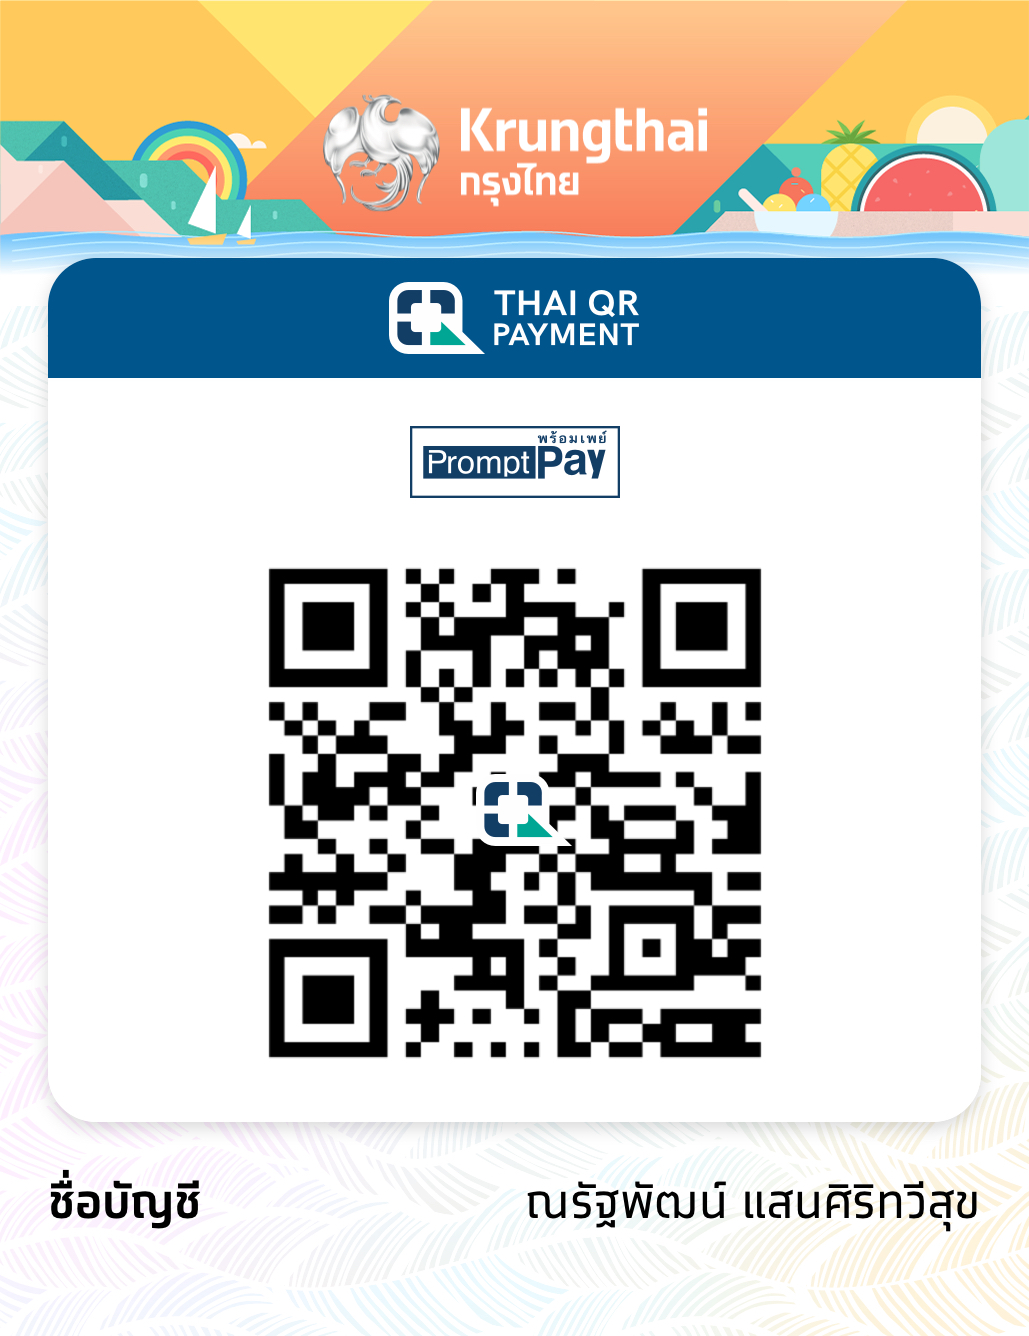 Krungthai
กรุงไทย
THAI QR
PAYMENT
พร้อมเพย์
PromptPay
ชื่อบัญชี ณรัฐพัฒน์ แสนศิริทวีสุข